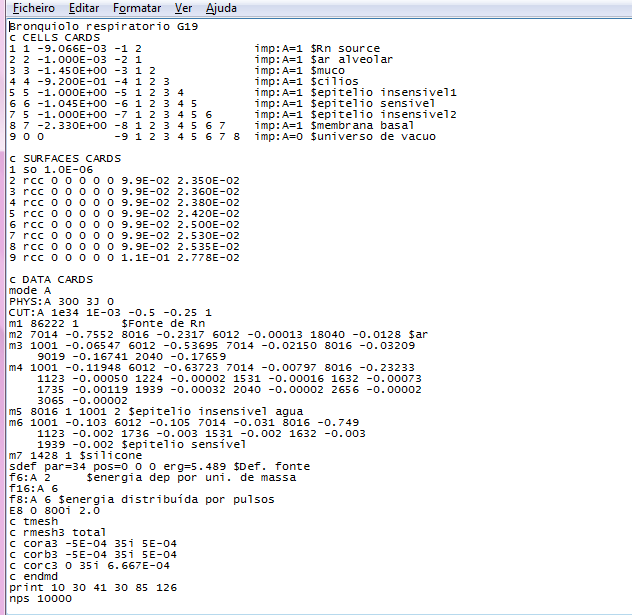 Ficheiro Editar Formatar Ver Ajuda
Bronquiolo respiratorio G19
c CELLS CARDS
1 1 -9.066E-03 -1 2 imp:A=1 $Rn source
2 2 -1.000E-03 -2 1 imp:A=1 $ar alveolar
3 3 -1.450E+00 -3 1 2 imp:A=1 $muco
4 4 -9.200E-01 -4 1 2 3 imp:A=1 $cilios
5 5 -1.000E+00 -5 1 2 3 4 imp:A=1 $epitelio insensivel1
6 6 -1.045E+00 -6 1 2 3 4 5 imp:A=1 $epitelio sensivel
7 5 -1.000E+00 -7 1 2 3 4 5 6 imp:A=1 $epitelio insensivel2
8 7 -2.330E+00 -8 1 2 3 4 5 6 7 imp:A=1 $membrana basal
9 0 0 -9 1 2 3 4 5 6 7 8 imp:A=0 $universo de vacuo
c SURFACES CARDS
1 so 1.0E-06
2 rcc 0 0 0 0 0 9.9E-02 2.350E-02
3 rcc 0 0 0 0 0 9.9E-02 2.360E-02
4 rcc 0 0 0 0 0 9.9E-02 2.380E-02
5 rcc 0 0 0 0 0 9.9E-02 2.420E-02
6 rcc 0 0 0 0 0 9.9E-02 2.500E-02
7 rcc 0 0 0 0 0 9.9E-02 2.530E-02
8 rcc 0 0 0 0 0 9.9E-02 2.535E-02
9 rcc 0 0 0 0 0 1.1E-01 2.778E-02
c DATA CARDS
mode A
PHYS:A 300 3J 0
CUT:A 1e34 1E-03 -0.5 -0.25 1
m1 86222 1 $Fonte de Rn
m2 7014 -0.7552 8016 -0.2317 6012 -0.00013 18040 -0.0128 $ar
m3 1001 -0.06547 6012 -0.53695 7014 -0.02150 8016 -0.03209
9019 -0.16741 2040 -0.17659
m4 1001 -0.11948 6012 -0.63723 7014 -0.00797 8016 -0.23233
1123 -0.00050 1224 -0.00002 1531 -0.00016 1632 -0.00073
1735 -0.00119 1939 -0.00032 2040 -0.00002 2656 -0.00002
3065 -0.00002
m5 8016 1 1001 2 $epitelio insensivel agua
m6 1001 -0.103 6012 -0.105 7014 -0.031 8016 -0.749
1123 -0.002 1736 -0.003 1531 -0.002 1632 -0.003
1939 -0.002 $epitelio sensível
m7 1428 1 $silicone
sdef par=34 pos=0 0 0 erg=5.489 $Def. fonte
f6:A 2 $energia dep por uni. de massa
f16:A 6
f8:A 6 $energia distribuída por pulsos
E8 0 800i 2.0
c tmesh
c rmesh3 total
c cora3 -5E-04 35i 5E-04
c corb3 -5E-04 35i 5E-04
c corc3 0 35i 6.667E-04
c endmd
print 10 30 41 30 85 126
nps 10000